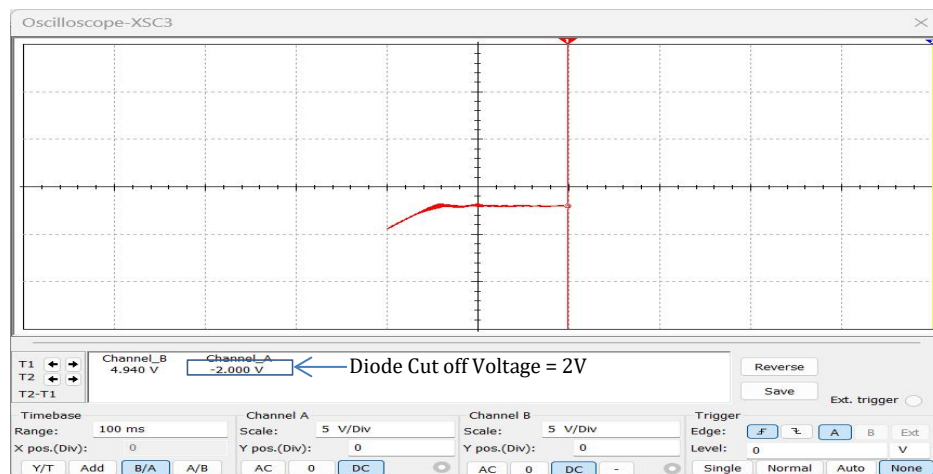 Oscilloscope-XSC3
1
T1
T2
T2-T1
Channel_B Channel_A
4.940 V -2.000 V
Diode Cut off Voltage = 2V
Reverse
Save
Ext. trigger
Timebase
Range: 100 ms
X pos.(Div): 0
Y/T Add B/A A/B
Channel A
Scale: 5 V/Div
Y pos.(Div): 0
AC 0 DC
Channel B
Scale: 5 V/Div
Y pos.(Div): 0
AC 0 DC -
Trigger
Edge: A B Ext
Level: 0 V
Single Normal Auto None